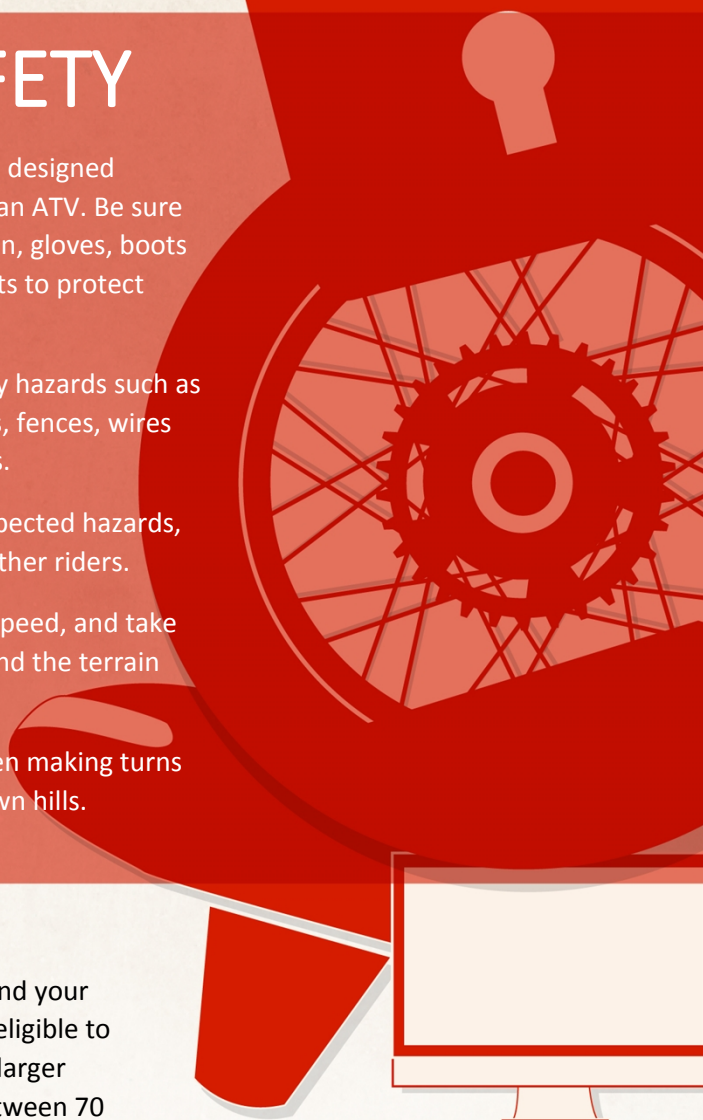 FETY
designed
an ATV. Be sure
n, gloves, boots
ts to protect
y hazards such as
s, fences, wires
s.
pected hazards,
ther riders.
peed, and take
nd the terrain
en making turns
wn hills.
nd your
eligible to
larger
tween 70